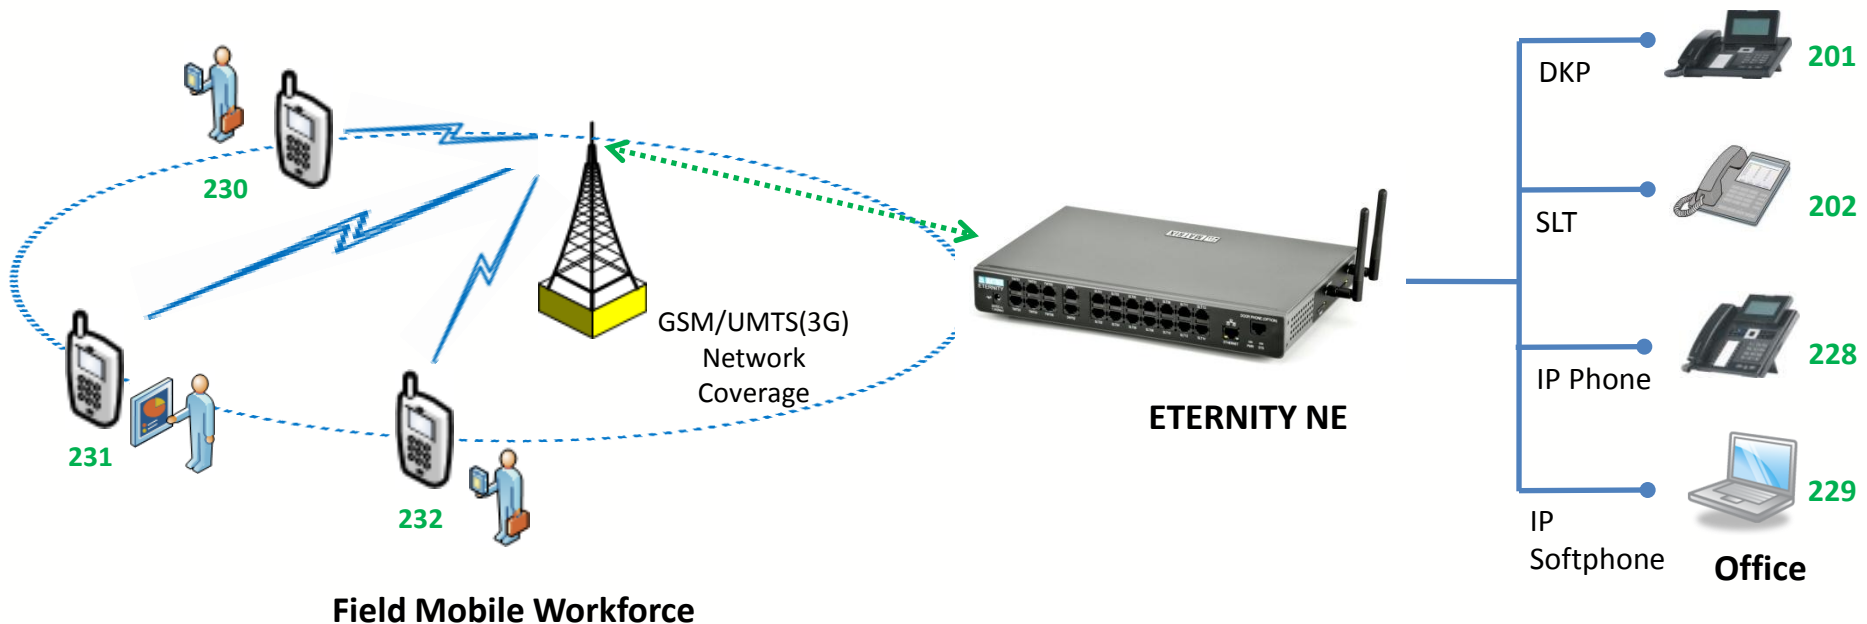 230
231
232
GSM/UMTS(3G)
Network
Coverage
Field Mobile Workforce
ETERNITY
ETERNITY NE
DKP
201
SLT
202
IP Phone
228
IP
Softphone
229
Office